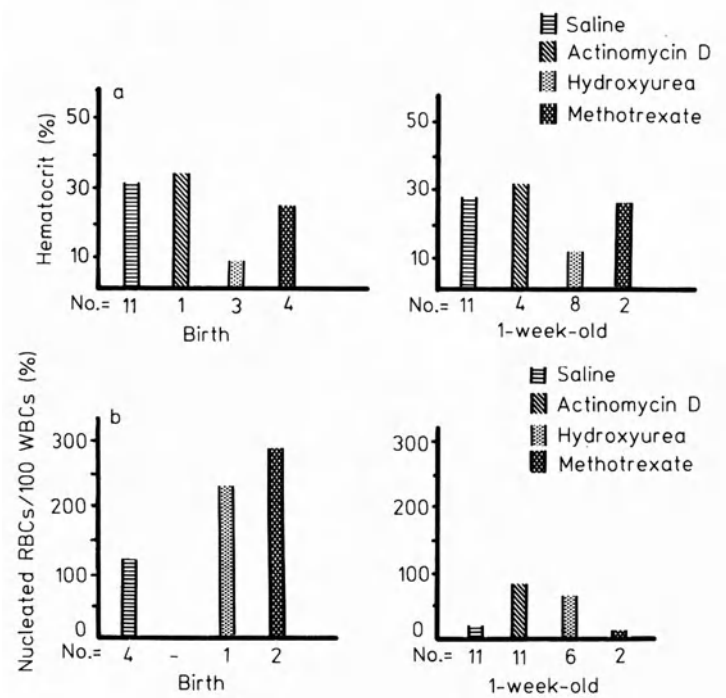 Saline
Actinomycin D
Hydroxyurea
Methotrexate
a
Hematocrit (%)
50
30
10
No.= 11 1 3 4
Birth
50
30
10
No.= 11 4 8 2
1-week-old
Saline
Actinomycin D
Hydroxyurea
Methotrexate
b
Nucleated RBCs/100 WBCs (%)
300
200
100
0
No.= 4 - 1 2
Birth
300
200
100
0
No.= 11 11 6 2
1-week-old